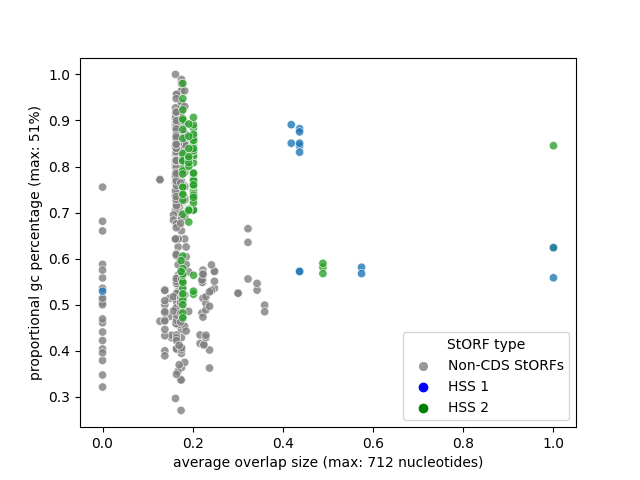 1.0
0.9
0.8
0.7
0.6
0.5
0.4
0.3
proportional gc percentage (max: 51%)
StORF type
Non-CDS StORFs
HSS 1
HSS 2
0.0 0.2 0.4 0.6 0.8 1.0
average overlap size (max: 712 nucleotides)